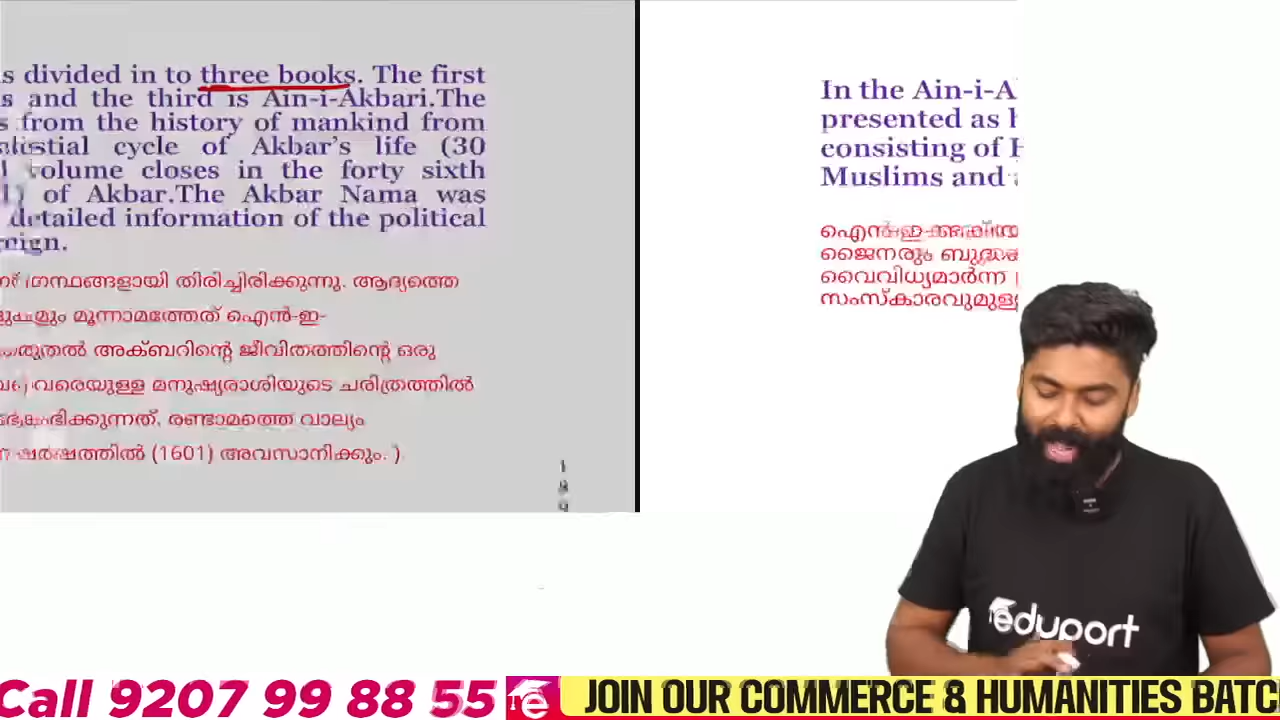 s divided in to three books. The first
s and the third is Ain-i-Akbari.The
s from the history of mankind from
cycle of Akbar's life (30
volume closes in the forty sixth
of Akbar.The Akbar Nama was
detailed information of the political
reign.
ഗ്രന്ഥങ്ങളായി തിരിച്ചിരിക്കുന്നു. ആദ്യത്തെ
മൂന്നാമത്തേത് ഐൻ-ഇ-
അക്ബറിന്റെ ജീവിതത്തിന്റെ ഒരു
വരെയുള്ള മനുഷ്യരാശിയുടെ ചരിത്രത്തിൽ
രണ്ടാമത്തെ വാല്യം
(1601) അവസാനിക്കും. )
In the Ain-i-A
presented as h
consisting of H
Muslims and
ഐൻ-ഇ-
ജൈനരും
വൈവിധ്യമാർന്ന
സംസ്കാരവുമുള്ള
eduport
Call 9207 99 88 55 e JOIN OUR COMMERCE & HUMANITIES BATC